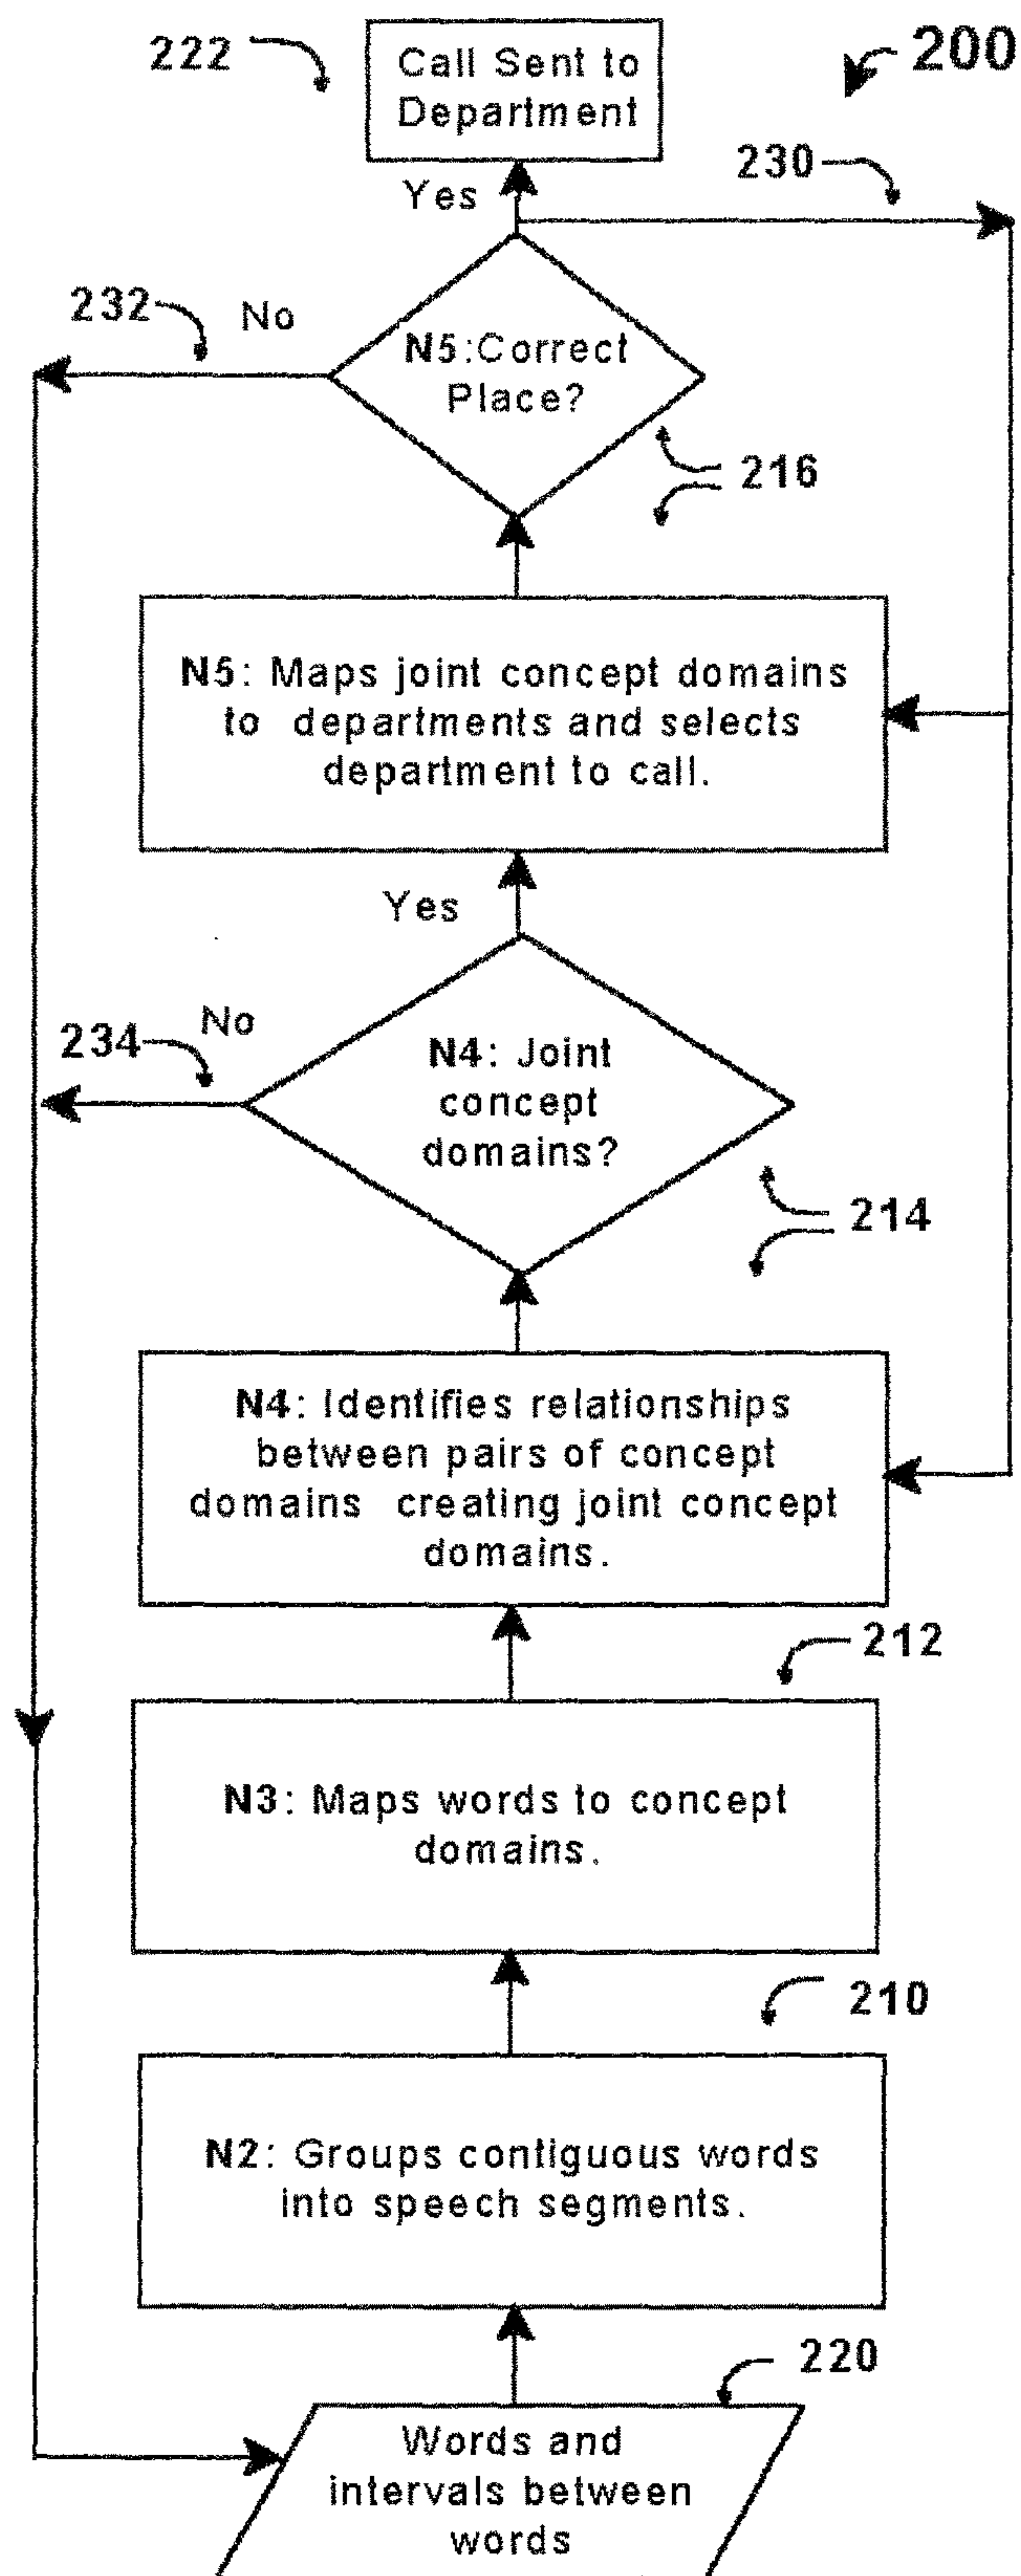 222
Call Sent to
Department
200
230
Yes
232
No
N5:Correct
Place?
216
N5: Maps joint concept domains
to departments and selects
department to call.
Yes
234
No
N4: Joint
concept
domains?
214
N4: Identifies relationships
between pairs of concept
domains creating joint concept
domains.
212
N3: Maps words to concept
domains.
210
N2: Groups contiguous words
into speech segments.
220
Words and
intervals between
words